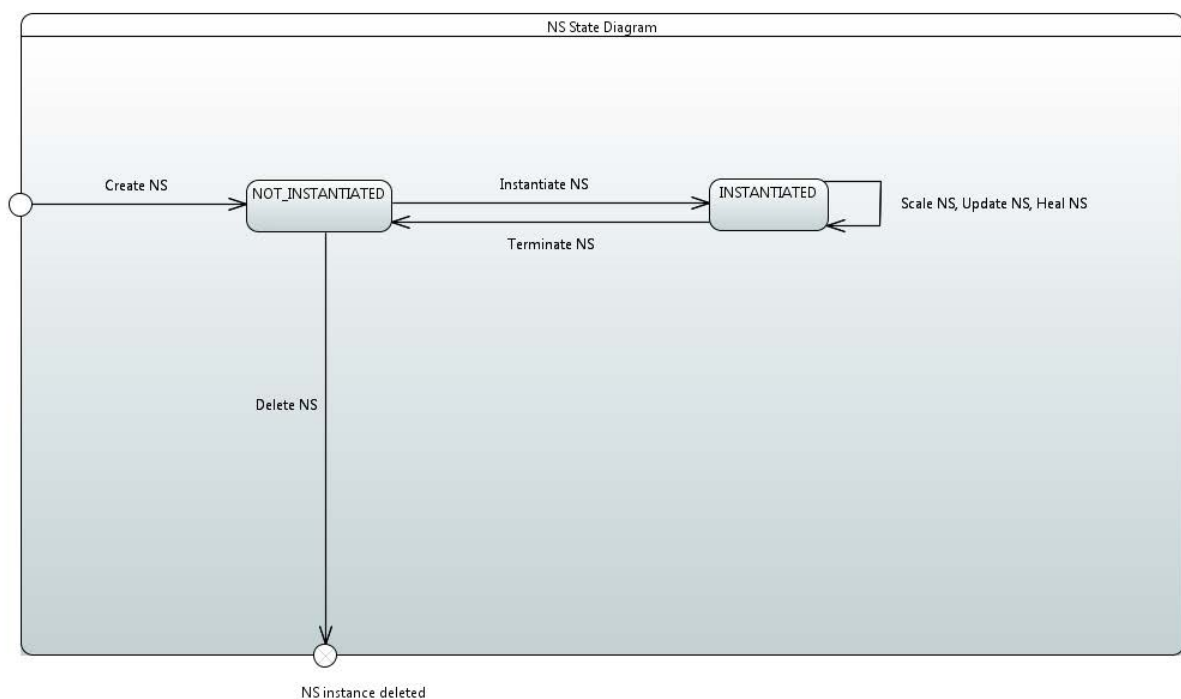 NS State Diagram
Create NS
NOT_INSTANTIATED
Instantiate NS
INSTANTIATED
Scale NS, Update NS, Heal NS
Terminate NS
Delete NS
NS instance deleted